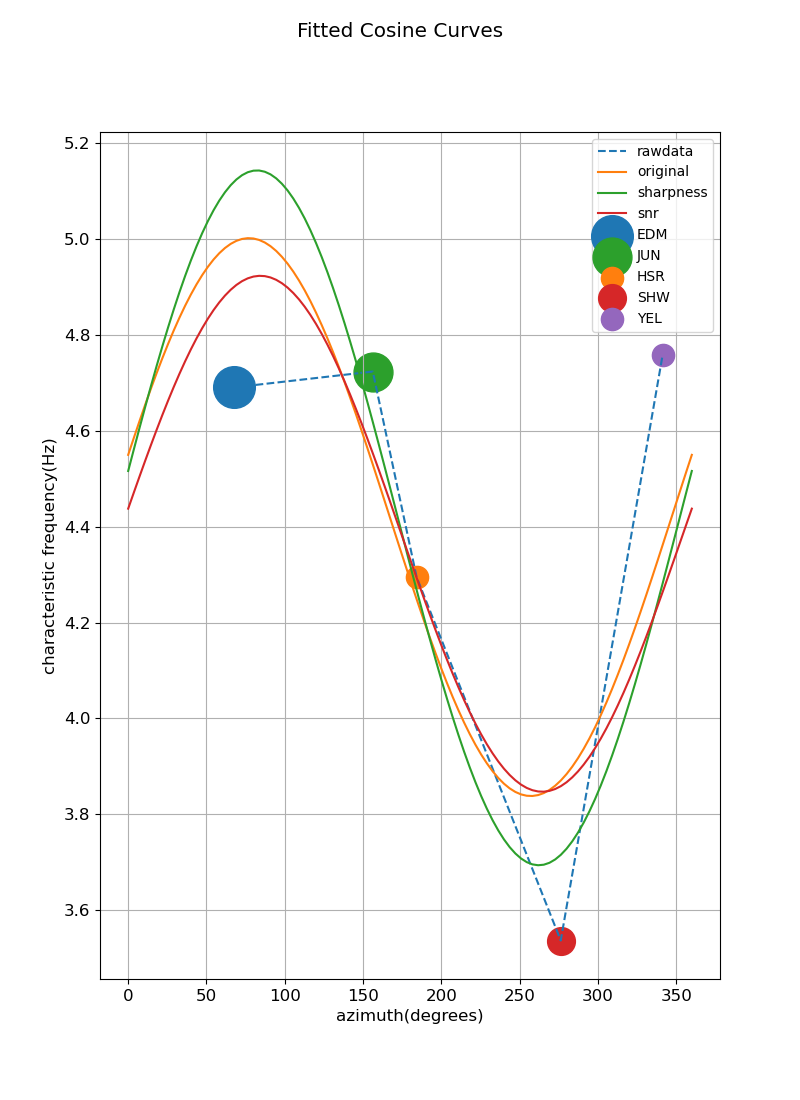 Fitted Cosine Curves
5.2
5.0
4.8
4.6
4.4
4.2
4.0
3.8
3.6
characteristic frequency(Hz)
rawdata
original
sharpness
snr
EDM
JUN
HSR
SHW
YEL
0 50 100 150 200 250 300 350
azimuth(degrees)